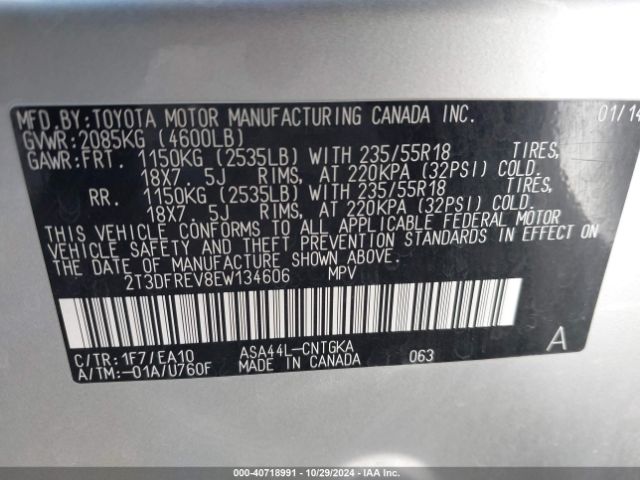 MFD.BY:TOYOTA MOTOR MANUFACTURING CANADA INC. 01/14
GVWR:2085KG (4600LB)
GAWR:FRT. 1150KG (2535LB) WITH 235/55R18 TIRES,
18X7.5J RIMS, AT 220KPA (32PSI) COLD.
RR. 1150KG (2535LB) WITH 235/55R18 TIRES,
18X7.5J RIMS, AT 220KPA (32PSI) COLD.
THIS VEHICLE CONFORMS TO ALL APPLICABLE FEDERAL MOTOR
VEHICLE SAFETY AND THEFT PREVENTION STANDARDS IN EFFECT ON
THE DATE OF MANUFACTURE SHOWN ABOVE.
2T3DFREV8EW134606 MPV
C/TR:1F7/EA10 ASA44L-CNTGKA A
A/TM:-01A/U760F MADE IN CANADA 063
000-40718991 | 10/29/2024 | IAAI.COM